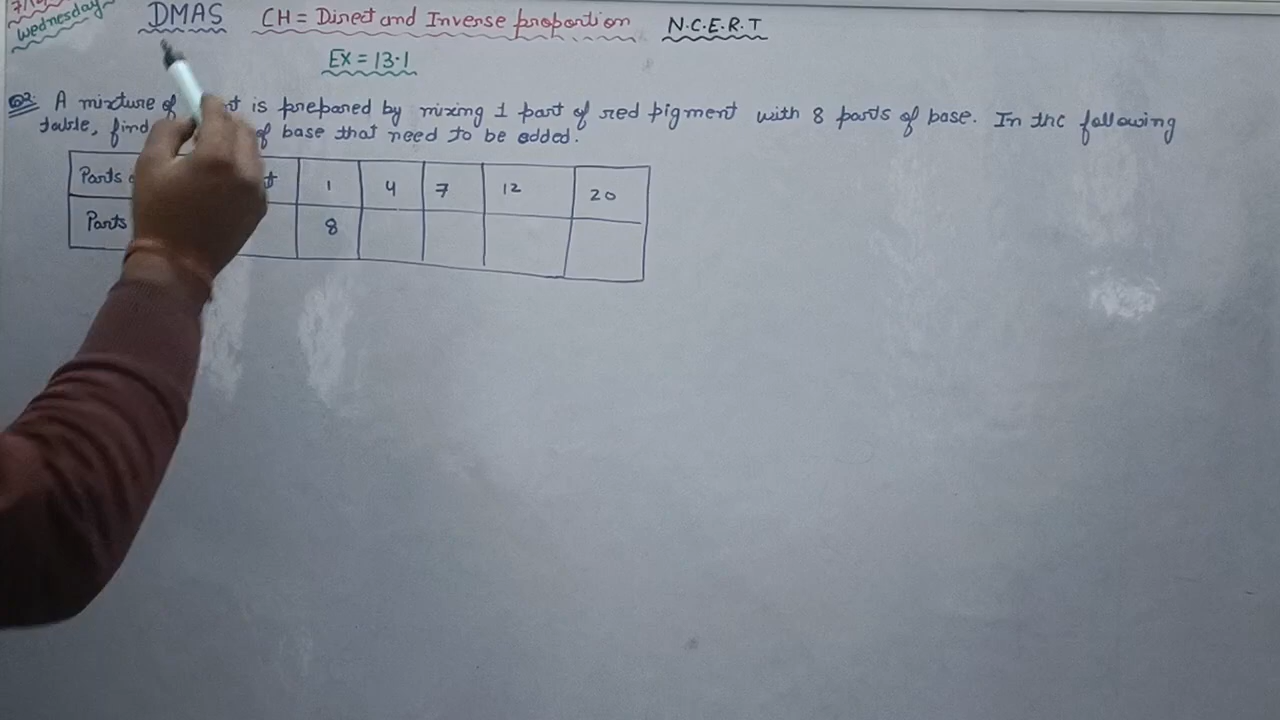 Wednesday
DMAS CH = Direct and Inverse proportion N.C.E.R.T
EX = 13.1
Q2. A mixture of is prepared by mixing 1 part of red pigment with 8 parts of base. In the following
table, find of base that need to be added.
Parts 1 4 7 12 20
Parts 8